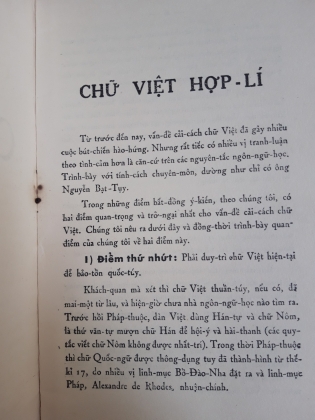 CHỮ VIỆT HỢP-LÍ
Từ trước đến nay, vấn-đề cải-cách chữ Việt đã gây nhiều
cuộc bút-chiến hào-hứng. Nhưng rất tiếc có nhiều vị tranh-luận
theo tình-cảm hơn là căn-cứ trên các nguyên-tắc ngôn-ngữ-học.
Trình-bày với tính-cách chuyên-môn, dường như chỉ có ông
Nguyễn Bạt-Tụy.
Trong những điểm bất-đồng ý-kiến, theo chúng tôi, có
hai điểm quan-trọng và trở-ngại nhất cho vấn-đề cải-cách chữ
Việt. Chúng tôi nêu ra dưới đây và đồng-thời trình-bày quan-
điểm của chúng tôi về hai điểm này.
1) Điểm thứ nhứt: Phải duy-trì chữ Việt hiện-tại
để bảo-tồn quốc-túy.
Khách-quan mà xét thì chữ Việt thuần-túy, nếu có, đã
mai-một từ lâu, và hiện-giờ chưa nhà ngôn-ngữ-học nào tìm ra.
Trước hồi Pháp-thuộc, dân Việt dùng Hán-tự và chữ Nôm,
là thứ văn-tự mượn chữ Hán để hội-ý và hài-thanh (các quy-
tắc viết chữ Nôm không được nhất-trí). Trong thời Pháp-thuộc
thì chữ Quốc-ngữ được thông-dụng tuy đã thành-hình từ thế-
kỉ 17, do nhiều vị linh-mục Bồ-Đào-Nha đặt ra và linh-mục
Pháp, Alexandre de Rhodes, nhuận-chính.